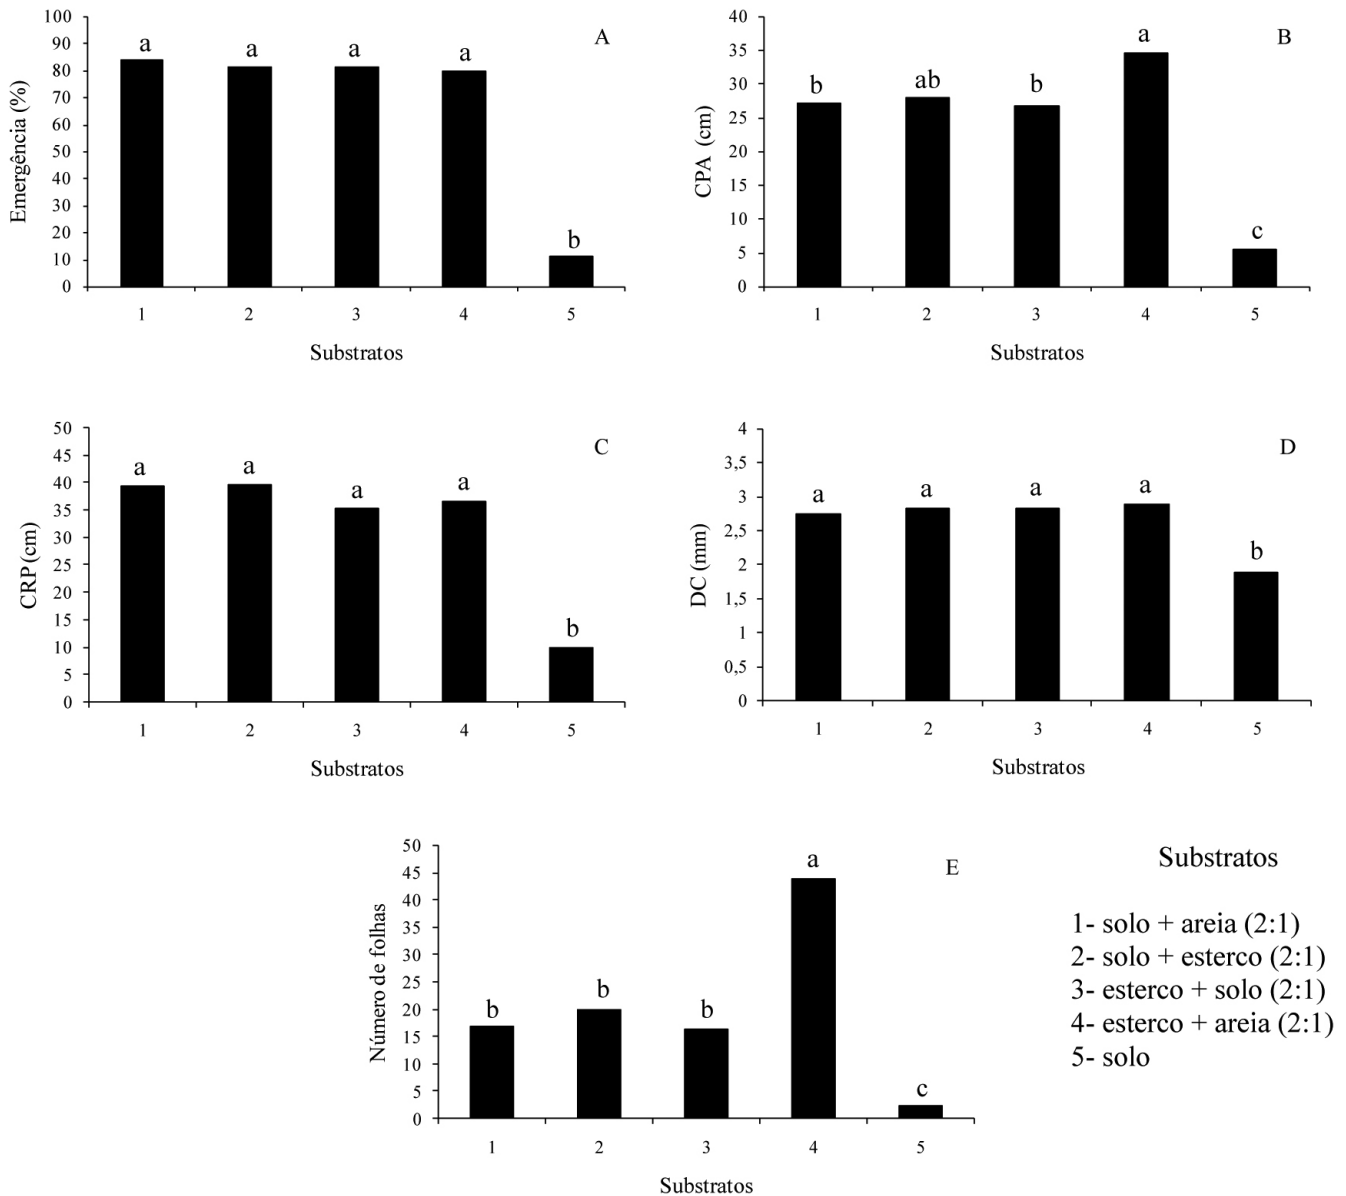 A
Emergência (%)
100
90
80
70
60
50
40
30
20
10
0
a a a a b
1 2 3 4 5
Substratos
B
CPA (cm)
40
35
30
25
20
15
10
5
0
b ab b a c
1 2 3 4 5
Substratos
C
CRP (cm)
50
45
40
35
30
25
20
15
10
5
0
a a a a b
1 2 3 4 5
Substratos
D
DC (mm)
4
3,5
3
2,5
2
1,5
1
0,5
0
a a a a b
1 2 3 4 5
Substratos
E
Número de folhas
50
45
40
35
30
25
20
15
10
5
0
b b b a c
1 2 3 4 5
Substratos
Substratos
1- solo + areia (2:1)
2- solo + esterco (2:1)
3- esterco + solo (2:1)
4- esterco + areia (2:1)
5- solo